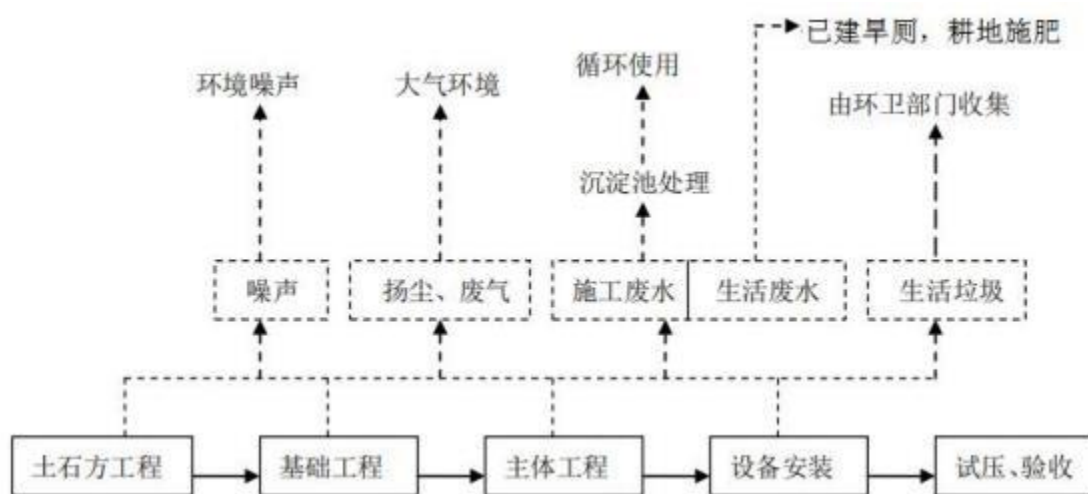 已建旱厕，耕地施肥
循环使用
环境噪声
大气环境
由环卫部门收集
沉淀池处理
噪声
扬尘、废气
施工废水
生活废水
生活垃圾
土石方工程
基础工程
主体工程
设备安装
试压、验收